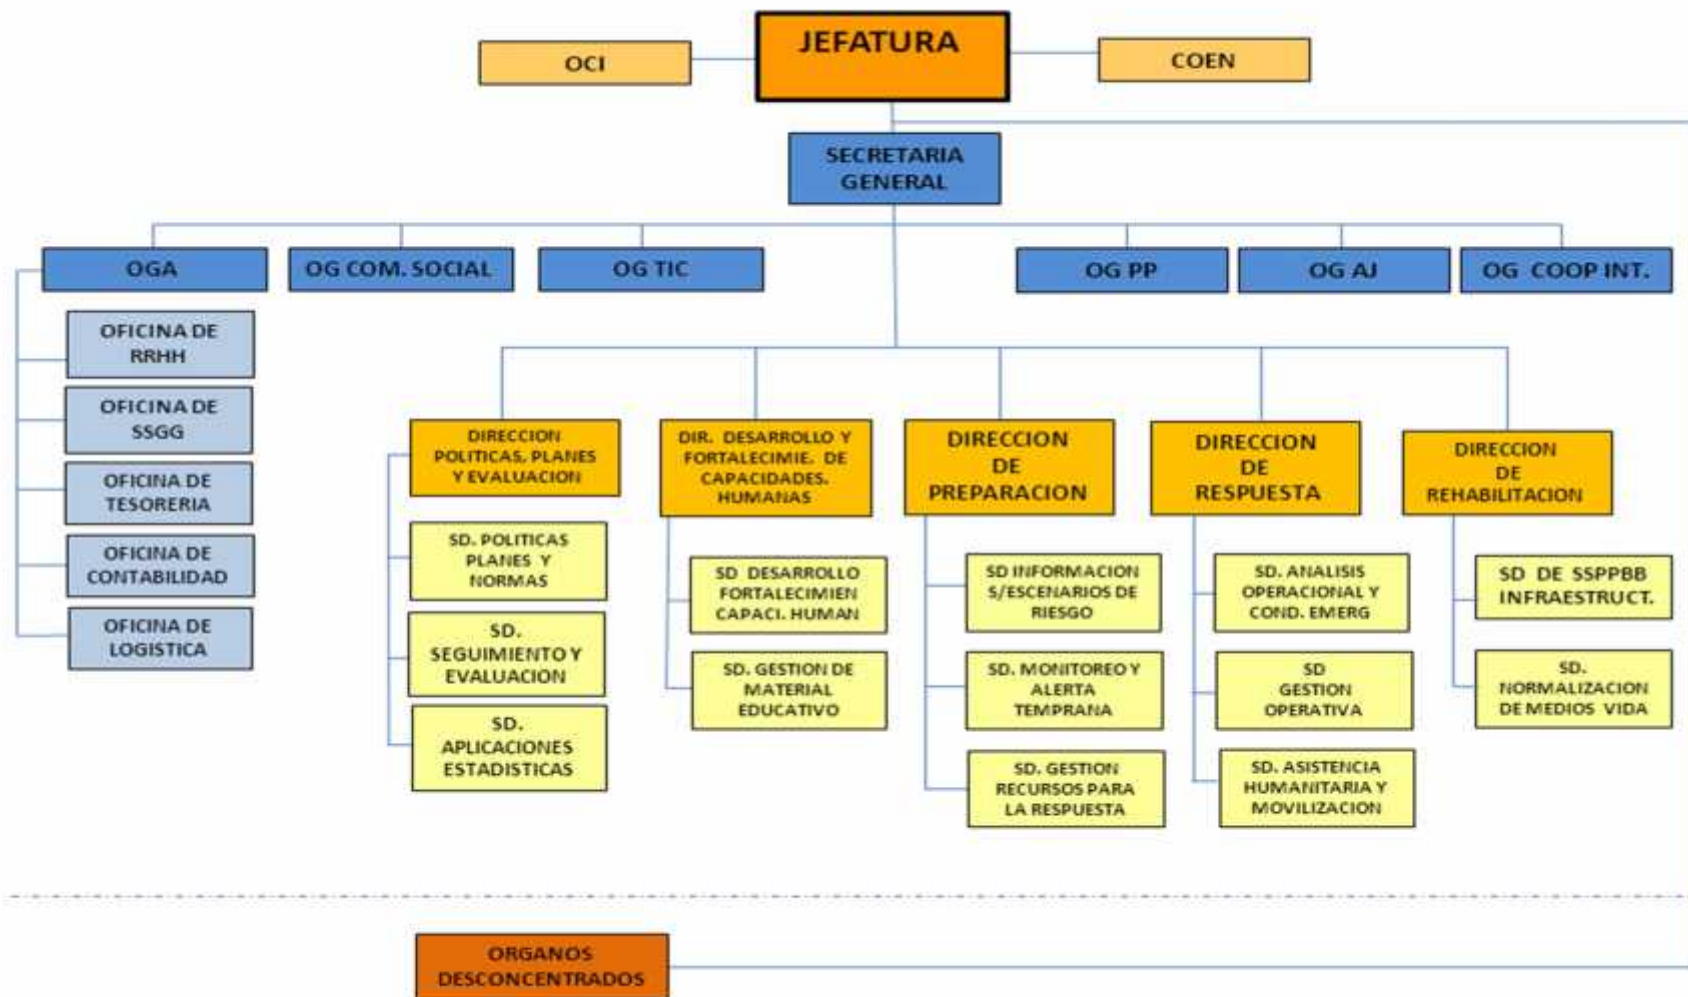 JEFATURA
OCI
COEN
SECRETARIA
GENERAL
OGA
OG COM. SOCIAL
OG TIC
OG PP
OG AJ
OG COOP INT.
OFICINA DE
RRHH
OFICINA DE
SSGG
OFICINA DE
TESORERIA
OFICINA DE
CONTABILIDAD
OFICINA DE
LOGISTICA
DIRECCION
POLITICAS, PLANES
Y EVALUACION
SD. POLITICAS
PLANES Y
NORMAS
SD.
SEGUIMIENTO Y
EVALUACION
SD.
APLICACIONES
ESTADISTICAS
DIR. DESARROLLO Y
FORTALECIMIE. DE
CAPACIDADES.
HUMANAS
SD DESARROLLO
FORTALECIMIEN
CAPACI. HUMAN
SD. GESTION DE
MATERIAL
EDUCATIVO
DIRECCION
DE
PREPARACION
SD INFORMACION
S/ESCENARIOS DE
RIESGO
SD. MONITOREO Y
ALERTA
TEMPRANA
SD. GESTION
RECURSOS PARA
LA RESPUESTA
DIRECCION
DE
RESPUESTA
SD. ANALISIS
OPERACIONAL Y
COND. EMERG
SD
GESTION
OPERATIVA
SD. ASISTENCIA
HUMANITARIA Y
MOVILIZACION
DIRECCION
DE
REHABILITACION
SD DE SSPPBB
INFRAESTRUCT.
SD.
NORMALIZACION
DE MEDIOS VIDA
ORGANOS
DESCONCENTRADOS